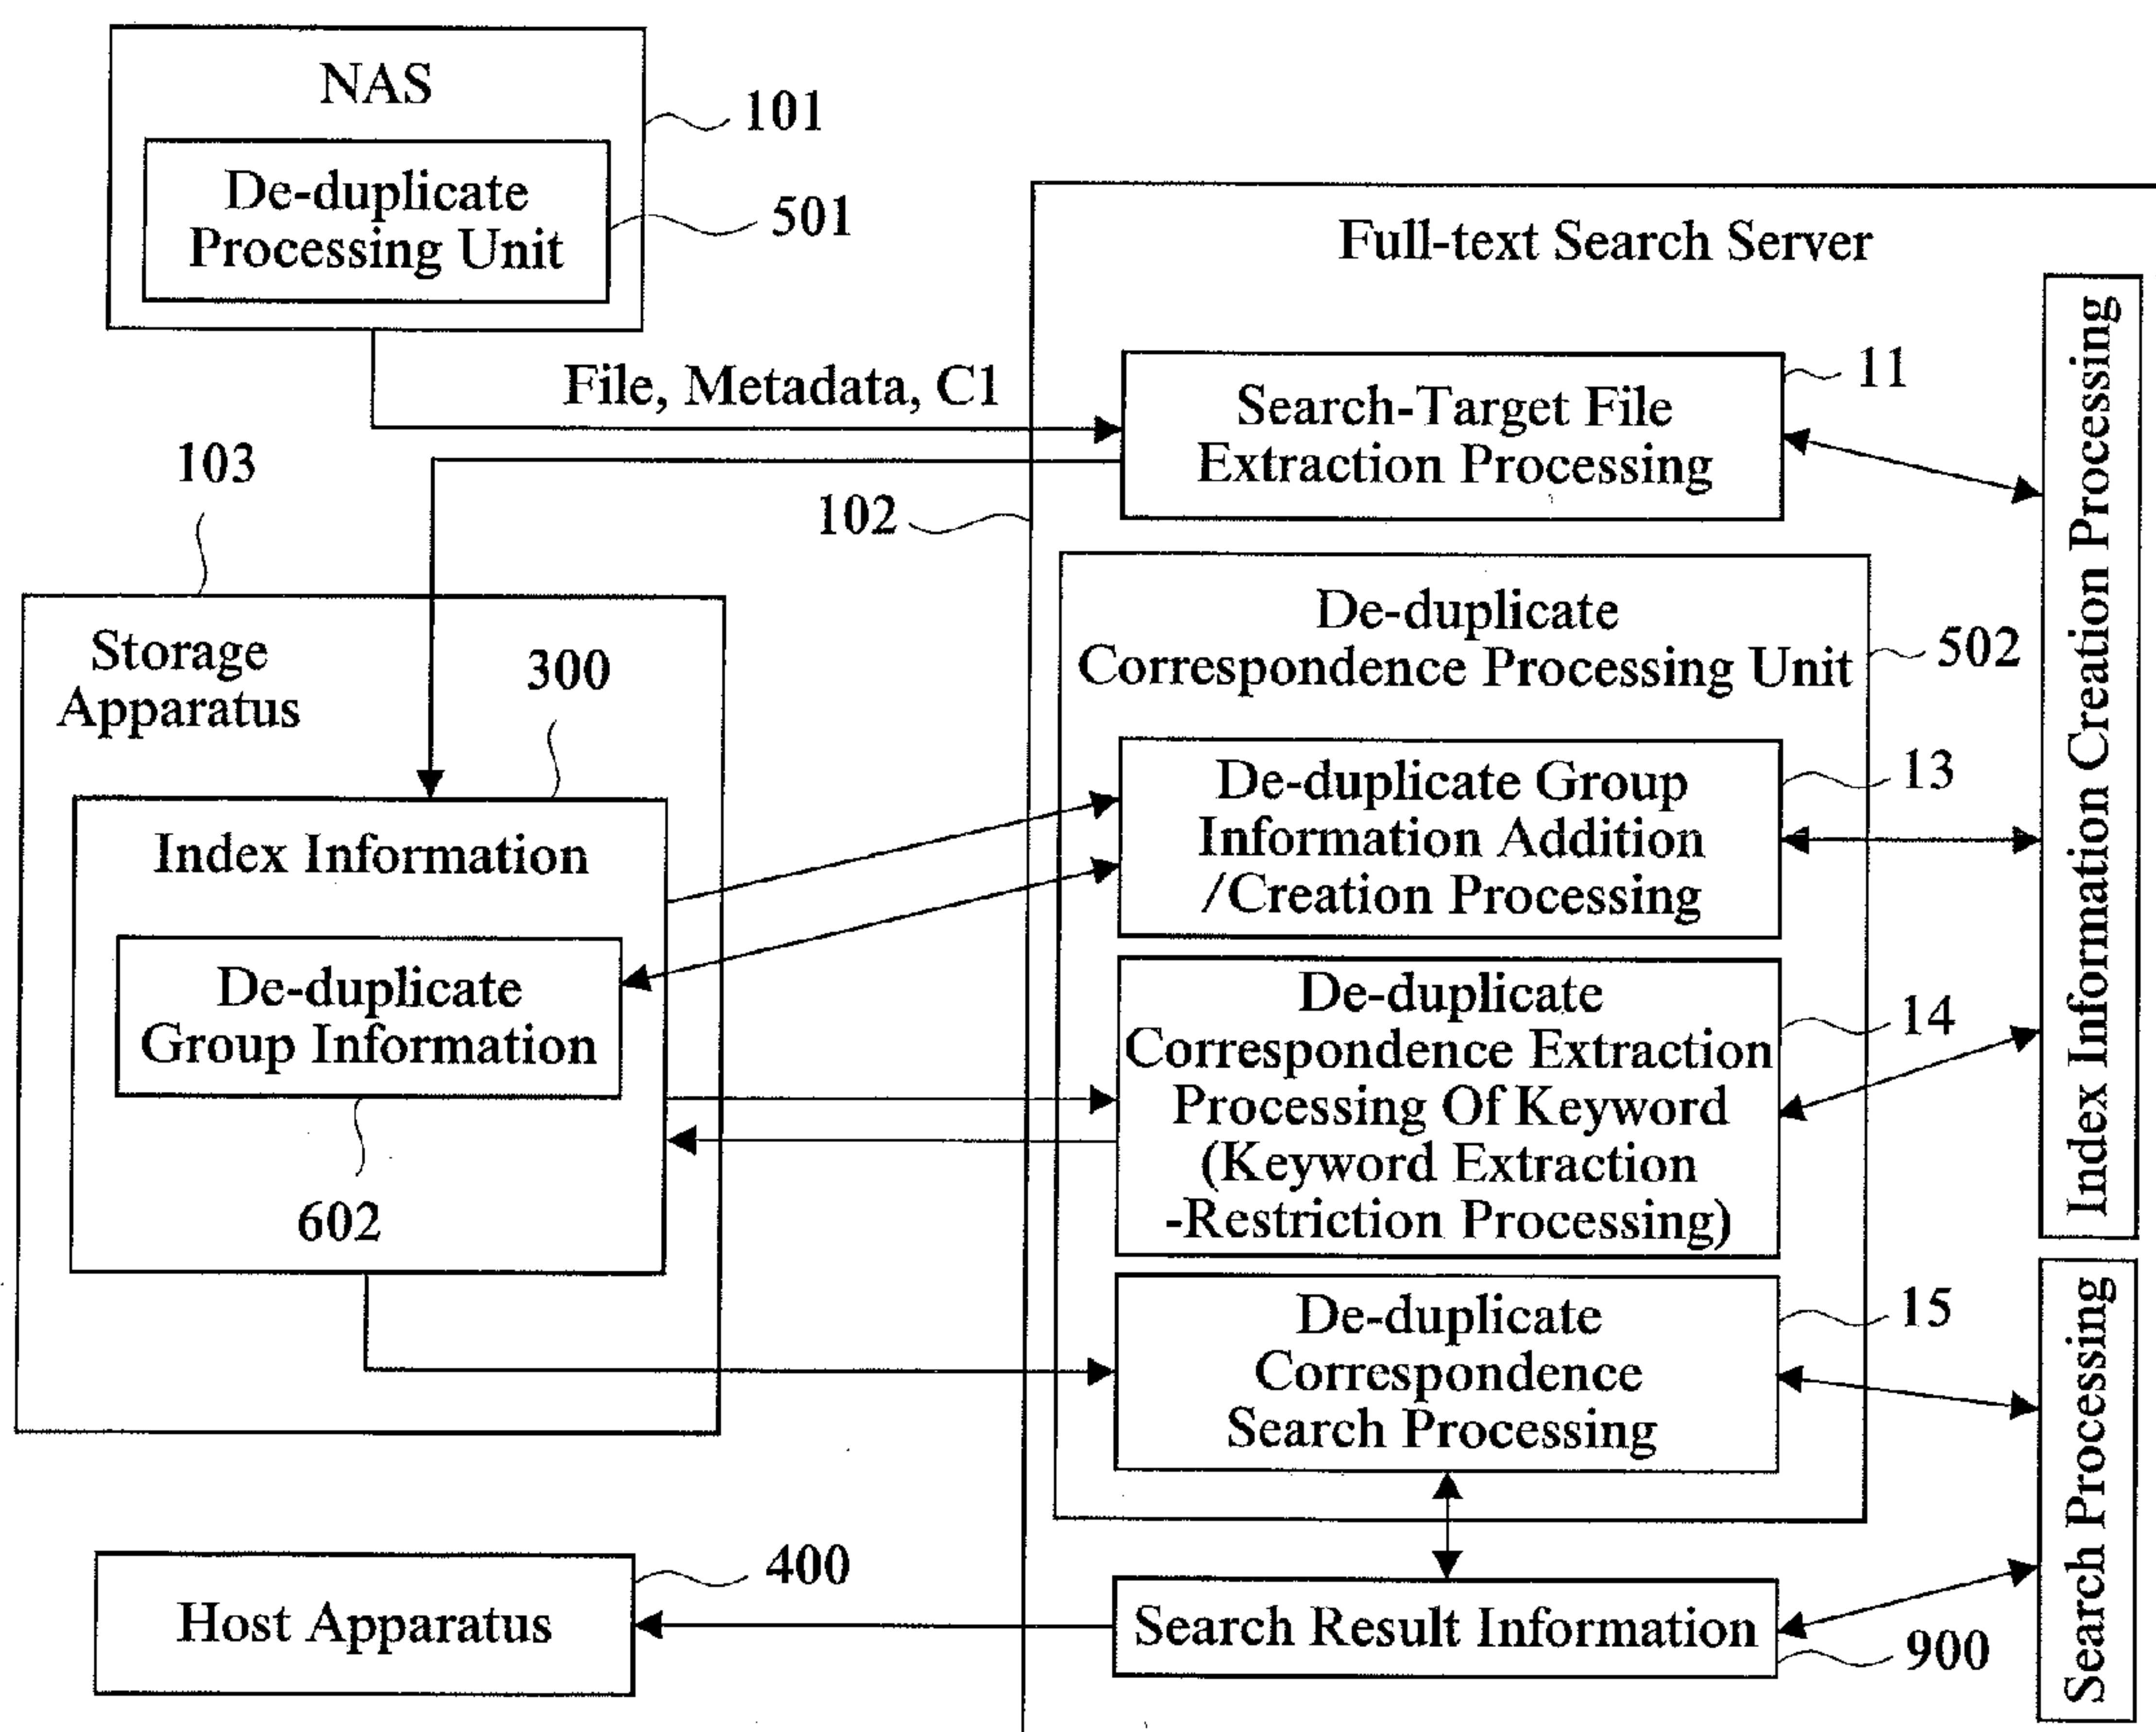 NAS
101
De-duplicate
Processing Unit
501
Full-text Search Server
File, Metadata, C1
11
Search-Target File
Extraction Processing
103
102
Index Information Creation Processing
Storage
Apparatus
300
De-duplicate
Correspondence Processing Unit
502
Index Information
De-duplicate Group
Information Addition
/Creation Processing
13
De-duplicate
Group Information
602
De-duplicate
Correspondence Extraction
Processing Of Keyword
(Keyword Extraction
-Restriction Processing)
14
De-duplicate
Correspondence
Search Processing
15
Search Processing
400
Host Apparatus
Search Result Information
900